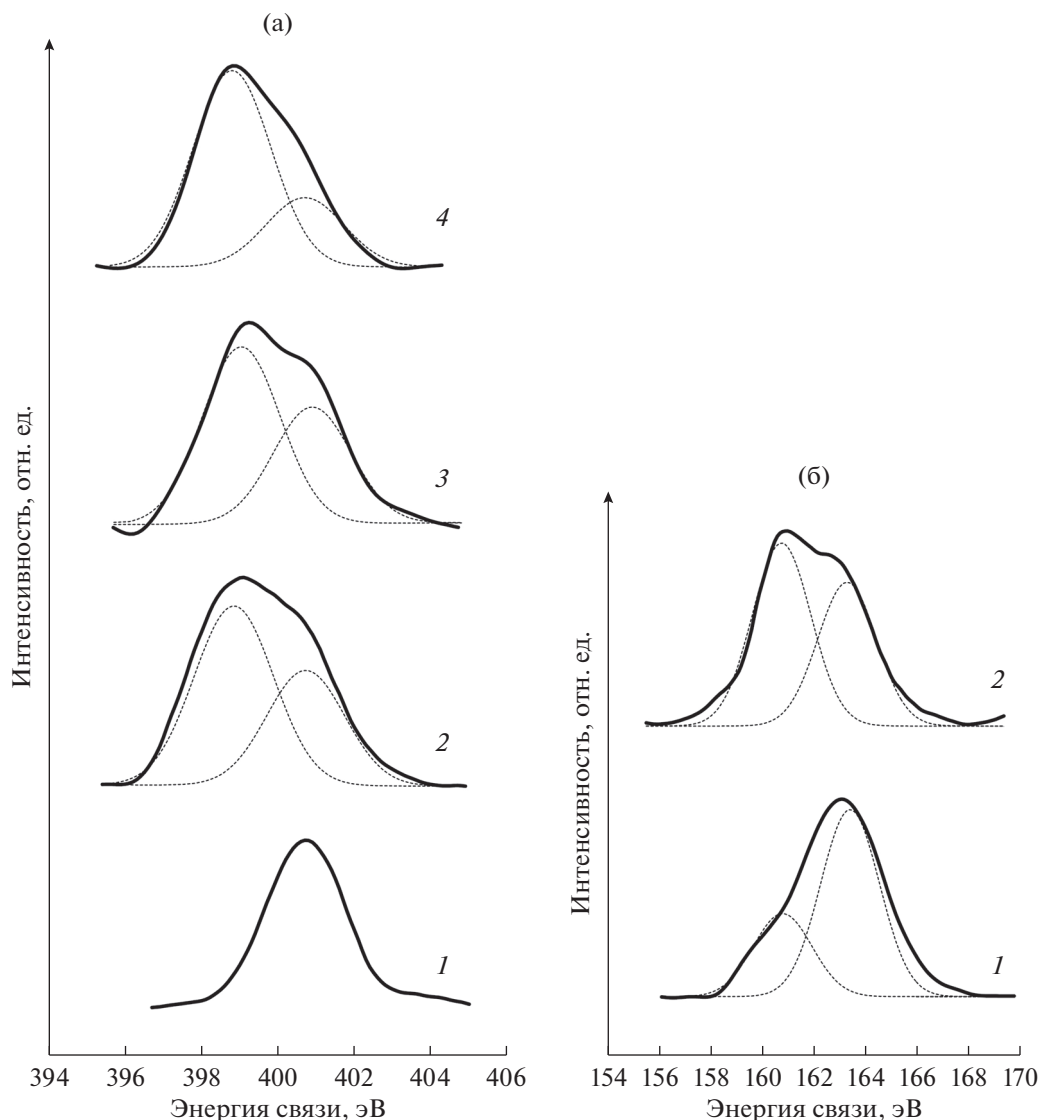 (а)
Интенсивность, отн. ед.
4
3
2
1
394 396 398 400 402 404 406
Энергия связи, эВ
(б)
Интенсивность, отн. ед.
2
1
154 156 158 160 162 164 166 168 170
Энергия связи, эВ